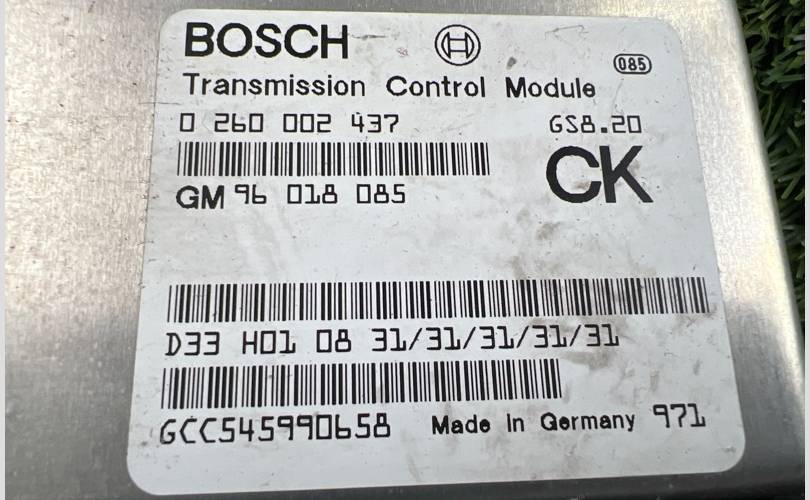 BOSCH
085
Transmission Control Module
0 260 002 437 GS8.20
CK
GM 96 018 085
D33 H01 08 31/31/31/31/31
GCC545990658 Made in Germany 971